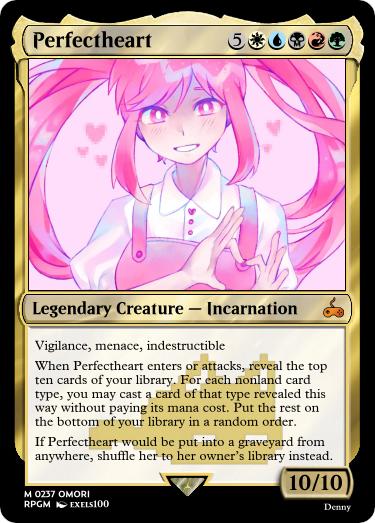 Perfectheart 5
Legendary Creature — Incarnation
Vigilance, menace, indestructible
When Perfectheart enters or attacks, reveal the top
ten cards of your library. For each nonland card
type, you may cast a card of that type revealed this
way without paying its mana cost. Put the rest on
the bottom of your library in a random order.
If Perfectheart would be put into a graveyard from
anywhere, shuffle her to her owner's library instead.
10/10
M 0237 OMORI
RPGM EXELS100
Denny